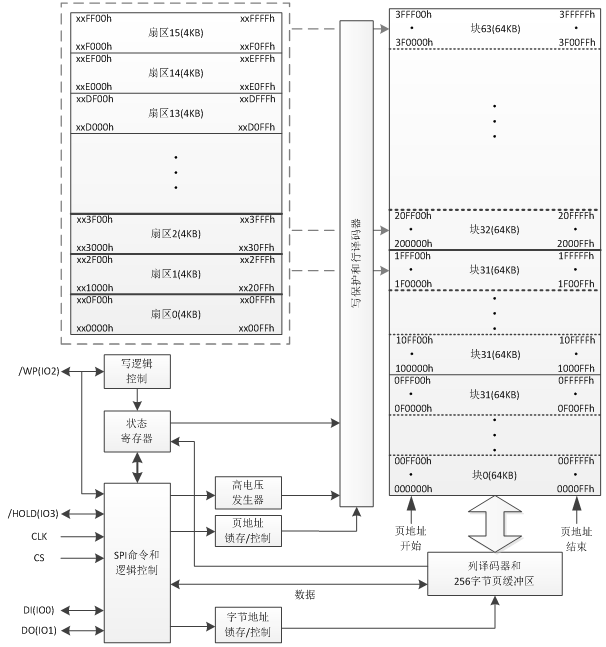 xxFF00h xxFFFFh
扇区15(4KB)
xxF000h xxF0FFh
xxEF00h xxEFFFh
扇区14(4KB)
xxE000h xxE0FFh
xxDF00h xxDFFFh
扇区13(4KB)
xxD000h xxD0FFh
xx3F00h xx3FFFh
扇区2(4KB)
xx3000h xx30FFh
xx2F00h xx2FFFh
扇区1(4KB)
xx1000h xx20FFh
xx0F00h xx0FFFh
扇区0(4KB)
xx0000h xx00FFh
3FFF00h 3FFFFFh
块63(64KB)
3F0000h 3F00FFh
20FF00h 20FFFFh
块32(64KB)
200000h 2000FFh
1FFF00h 1FFFFFh
块31(64KB)
1F0000h 1F00FFh
10FF00h 10FFFFh
块31(64KB)
100000h 1000FFh
0FFF00h 0FFFFFh
块31(64KB)
0F0000h 0F00FFh
00FF00h 00FFFFh
块0(64KB)
000000h 0000FFh
页地址
开始
页地址
结束
/WP(IO2)
写逻辑
控制
状态
寄存器
高电压
发生器
页地址
锁存/控制
/HOLD(IO3)
CLK
CS
DI(IO0)
DO(IO1)
SPI命令和
逻辑控制
列译码器和
256字节页缓冲区
数据
字节地址
锁存/控制